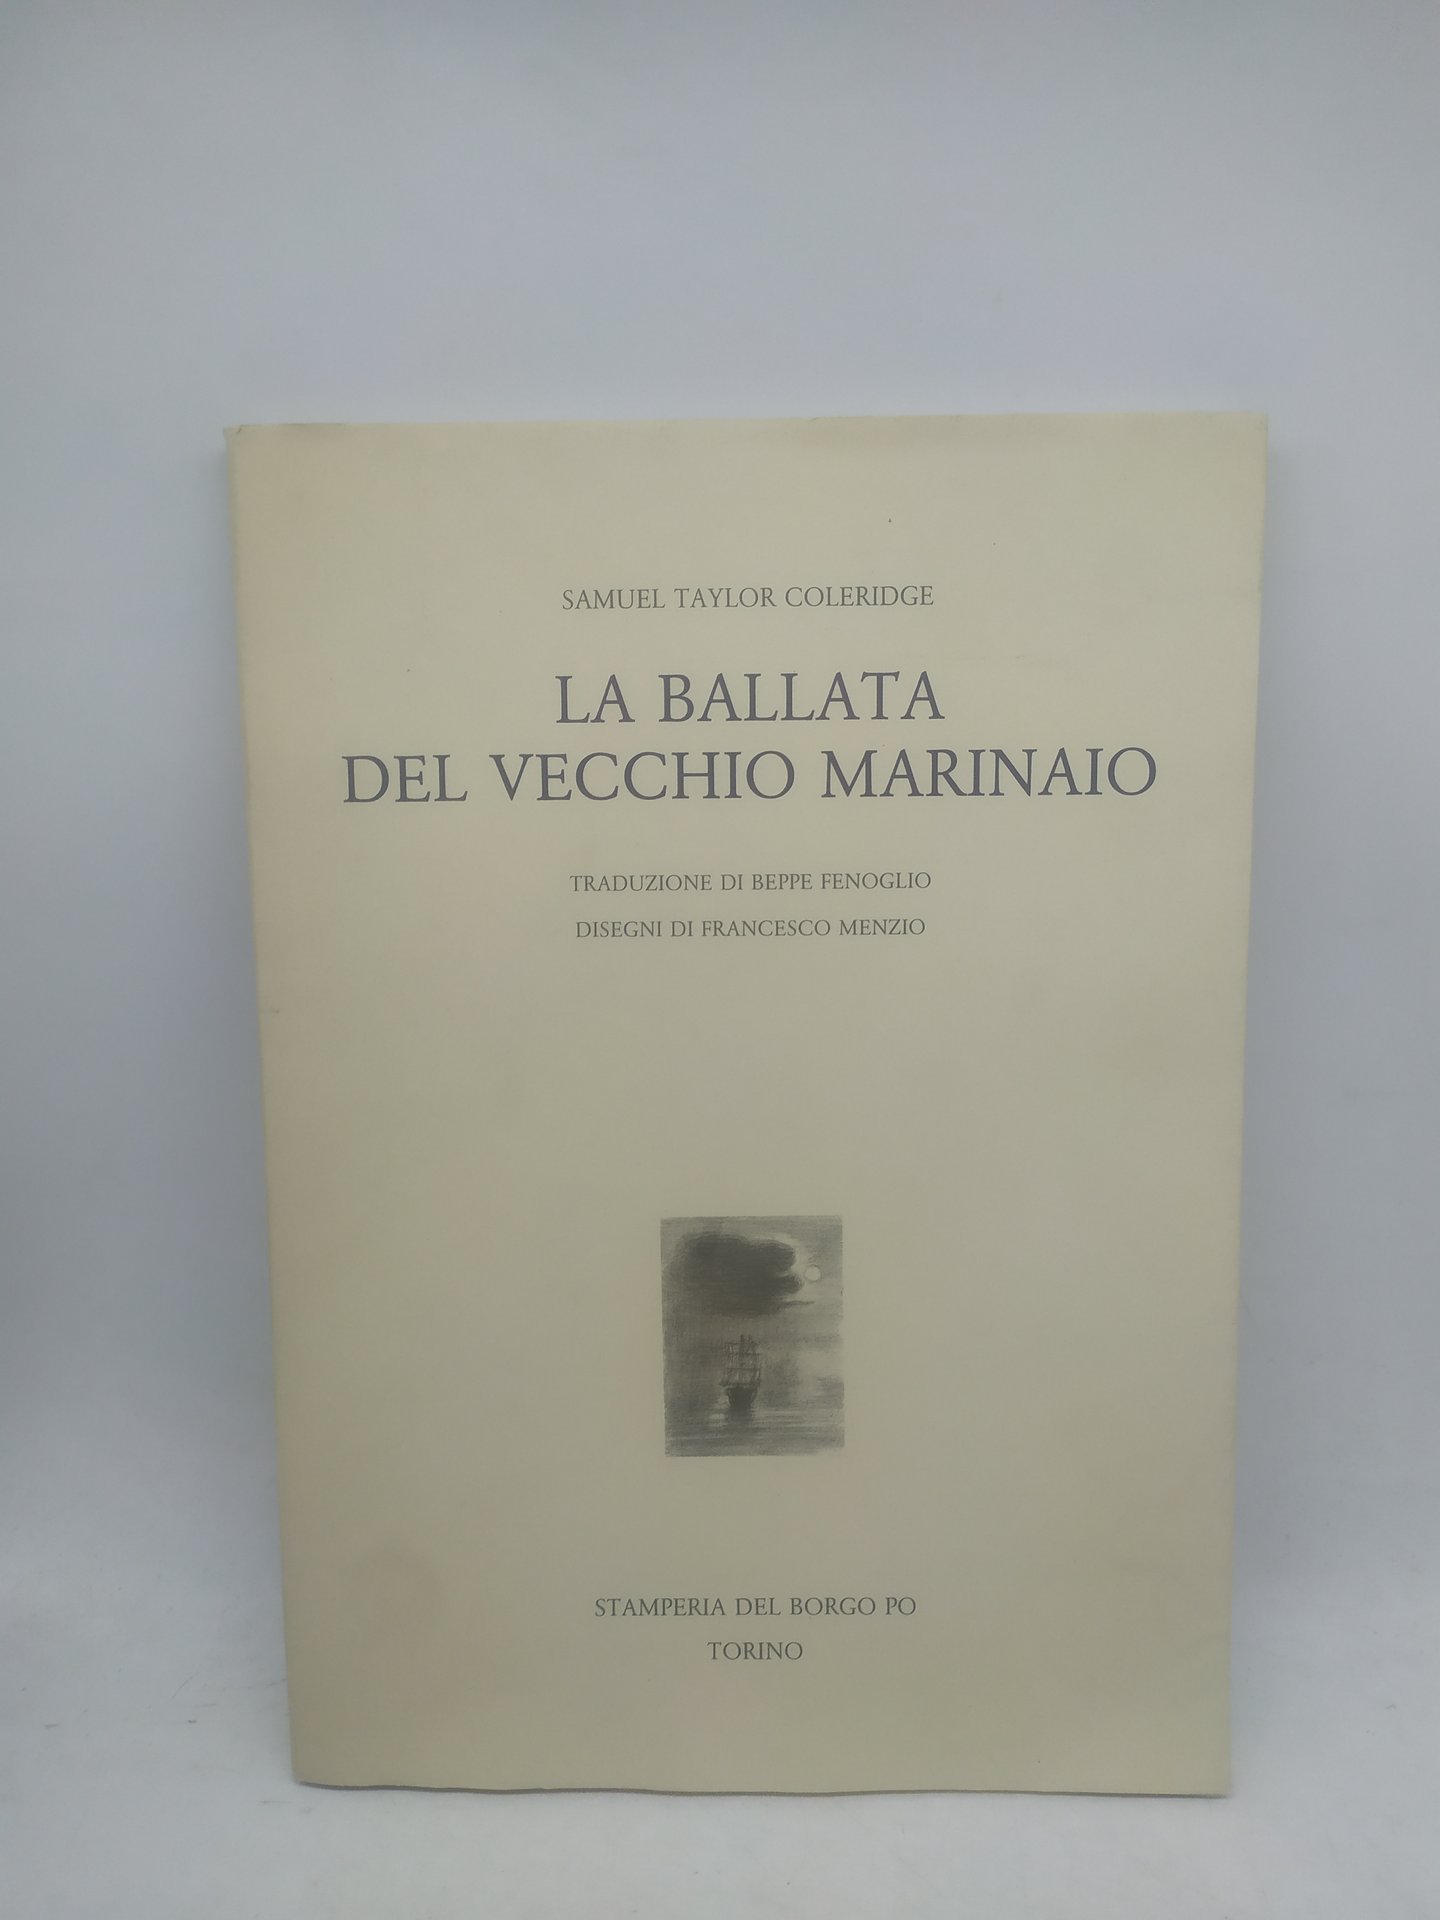 SAMUEL TAYLOR COLERIDGE
LA BALLATA
DEL VECCHIO MARINAIO
TRADUZIONE DI BEPPE FENOGLIO
DISEGNI DI FRANCESCO MENZIO
STAMPERIA DEL BORGO PO
TORINO